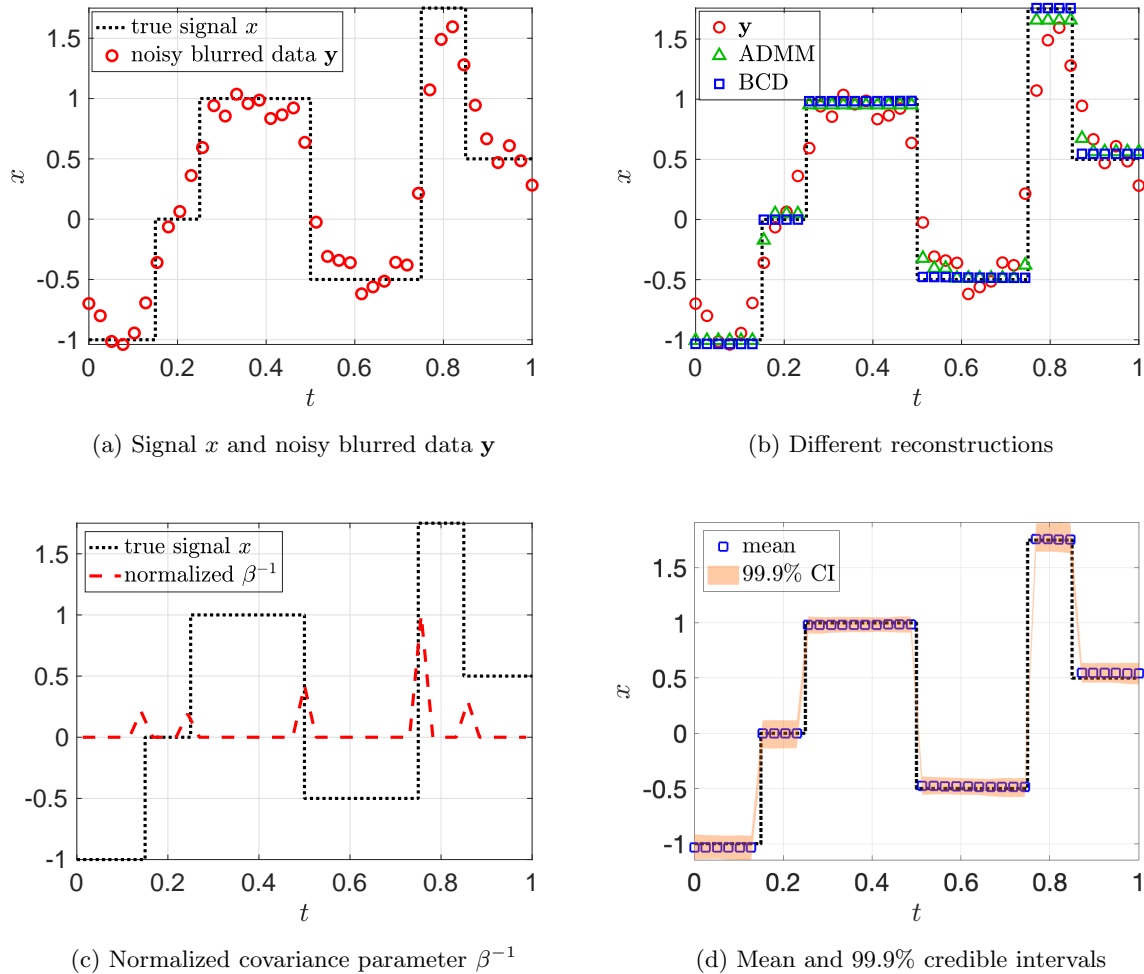 true signal x
noisy blurred data y
1.5
1
0.5
0
-0.5
-1
x
0
0.2
0.4
0.6
0.8
1
t
(a) Signal x and noisy blurred data y
y
ADMM
BCD
1.5
1
0.5
0
-0.5
-1
x
0
0.2
0.4
0.6
0.8
1
t
(b) Different reconstructions
true signal x
normalized β⁻¹
1.5
1
0.5
0
-0.5
-1
0
0.2
0.4
0.6
0.8
1
t
(c) Normalized covariance parameter β⁻¹
mean
99.9% CI
1.5
1
0.5
0
-0.5
-1
x
0
0.2
0.4
0.6
0.8
1
t
(d) Mean and 99.9% credible intervals